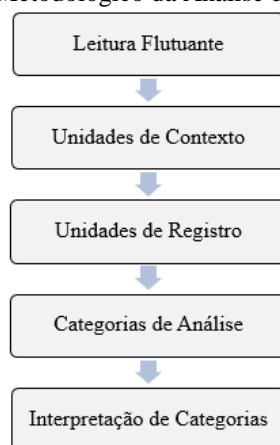 Metodológico da Análise d
Leitura Flutuante
Unidades de Contexto
Unidades de Registro
Categorias de Análise
Interpretação de Categorias